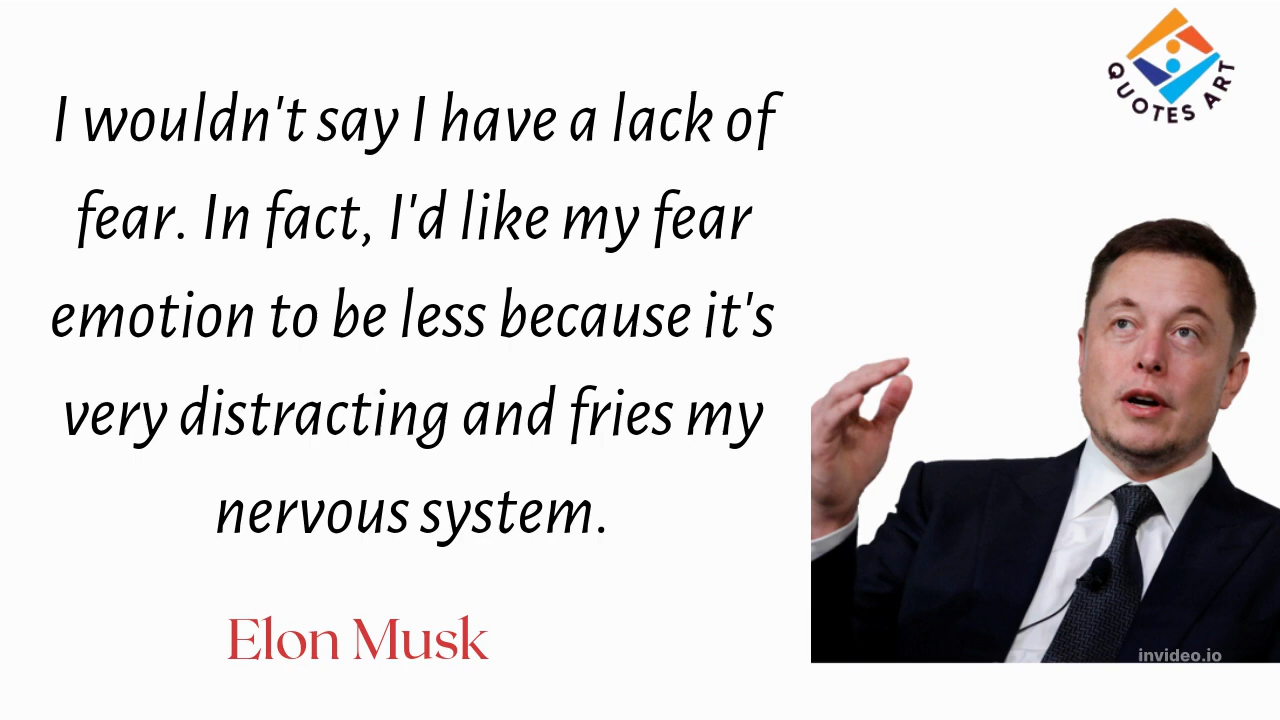 QUOTES ART
I wouldn't say I have a lack of
fear. In fact, I'd like my fear
emotion to be less because it's
very distracting and fries my
nervous system.
Elon Musk
invideo.io